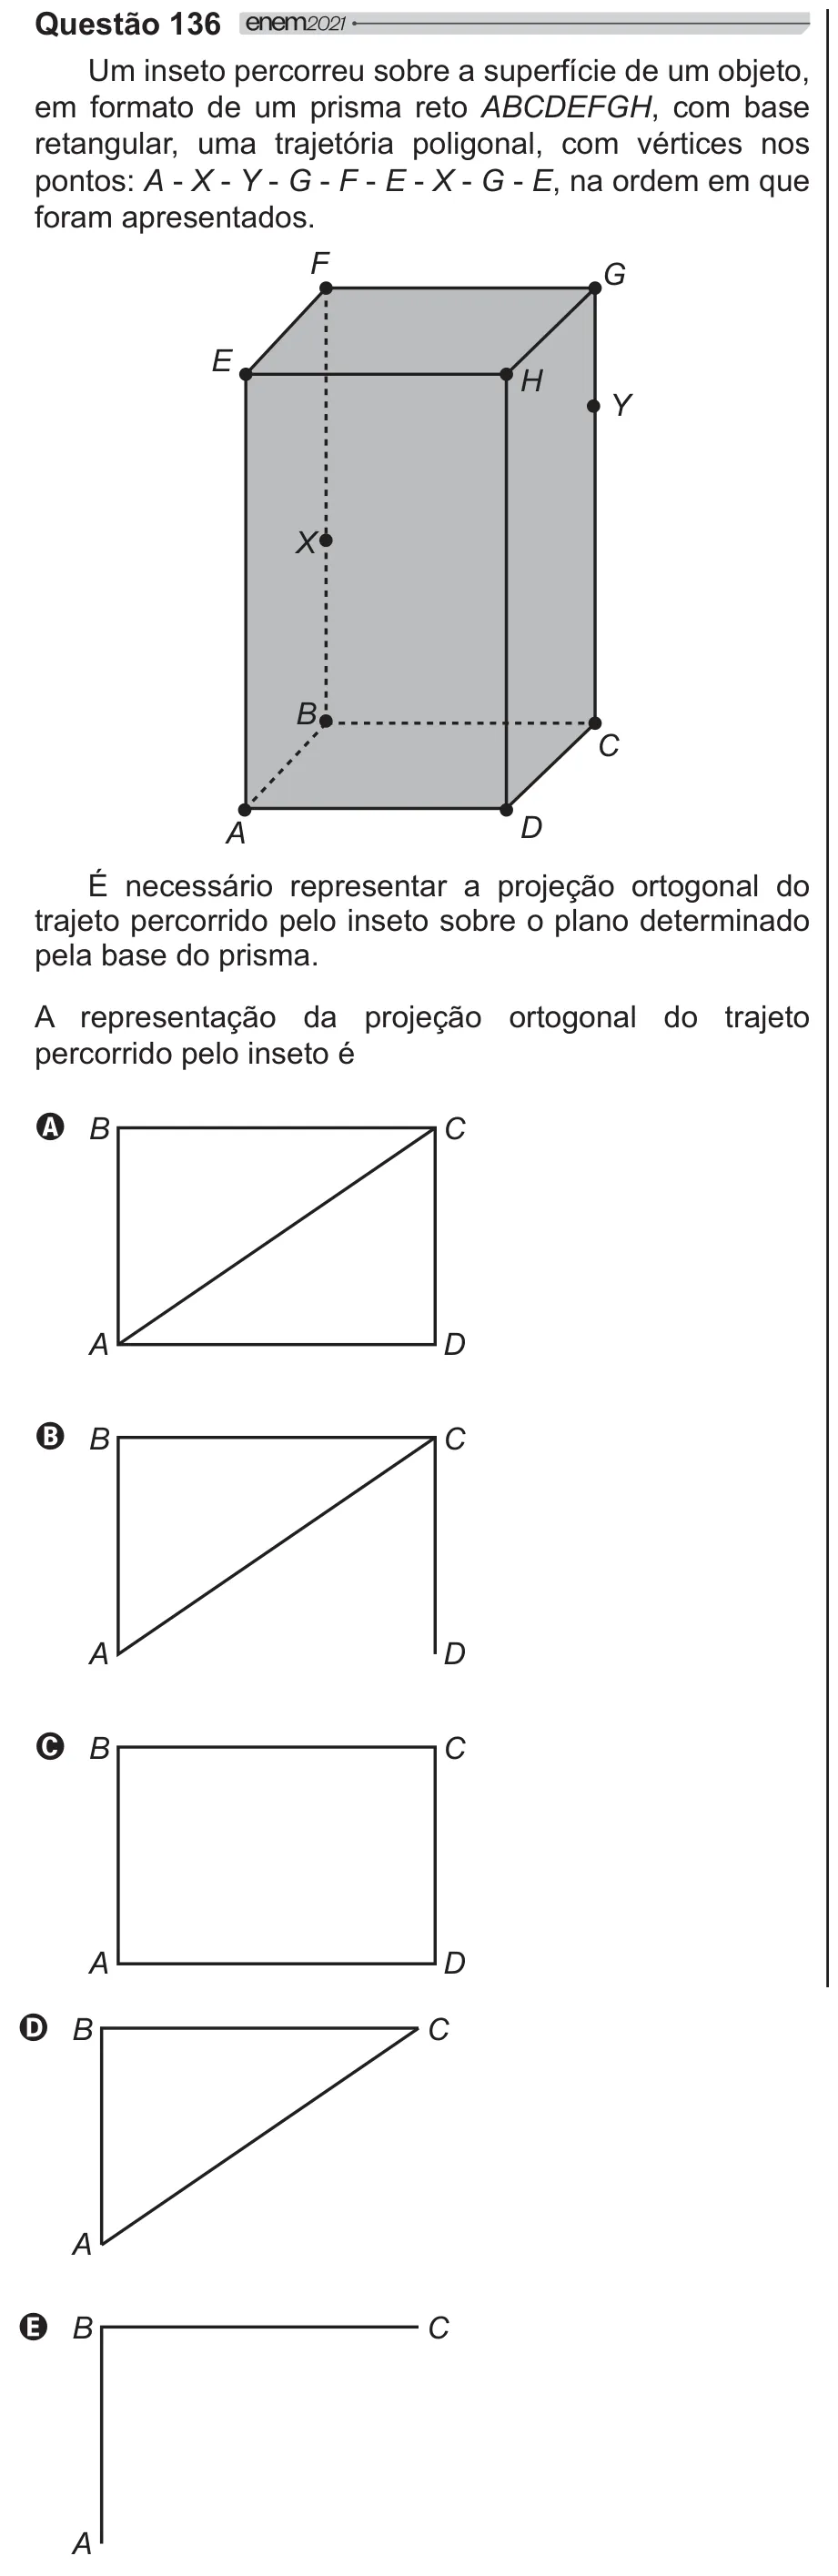 Questão 136 enem2021
Um inseto percorreu sobre a superfície de um objeto,
em formato de um prisma reto ABCDEFGH, com base
retangular, uma trajetória poligonal, com vértices nos
pontos: A - X - Y - G - F - E - X - G - E, na ordem em que
foram apresentados.
F
G
E
H
Y
X
B
C
A
D
É necessário representar a projeção ortogonal do
trajeto percorrido pelo inseto sobre o plano determinado
pela base do prisma.
A representação da projeção ortogonal do trajeto
percorrido pelo inseto é
A B C
A D
B B C
A D
C B C
A D
D B C
A
E B C
A